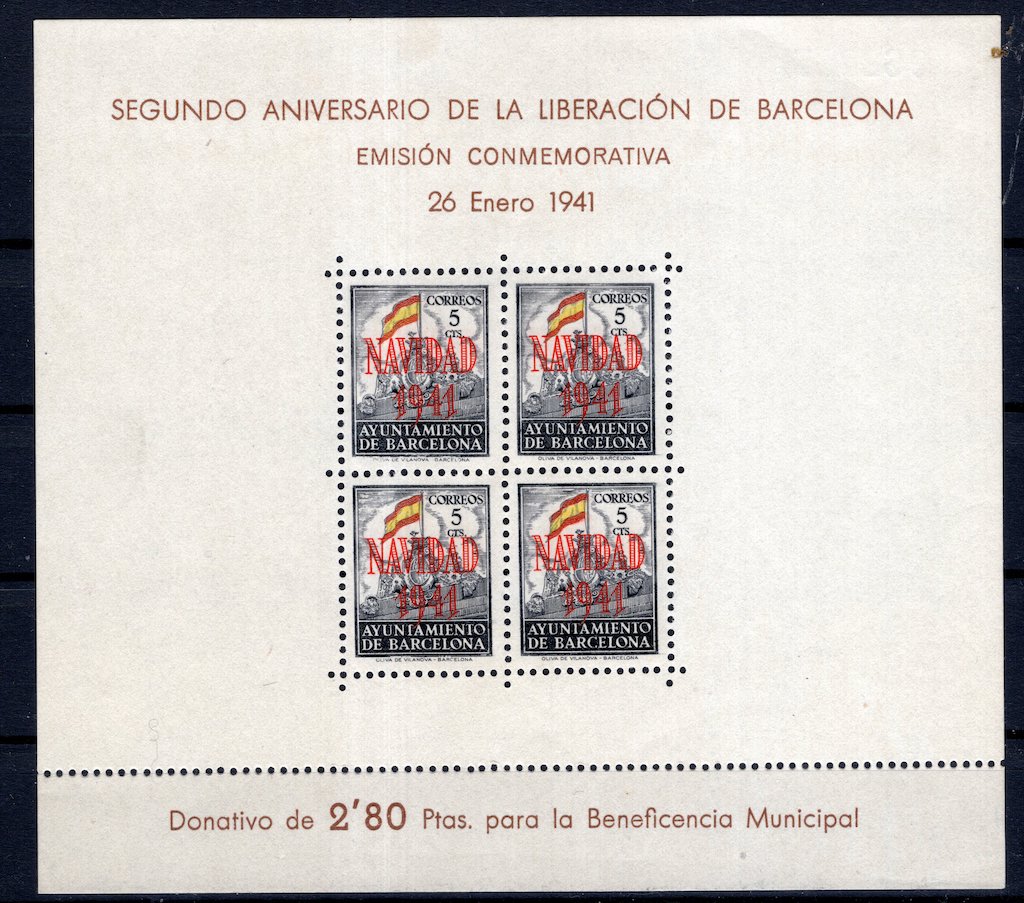 SEGUNDO ANIVERSARIO DE LA LIBERACIÓN DE BARCELONA
EMISIÓN CONMEMORATIVA
26 Enero 1941
CORREOS
5
CTS.
NAVIDAD
1941
AYUNTAMIENTO
DE BARCELONA
OLIVA DE VILANOVA - BARCELONA
CORREOS
5
CTS.
NAVIDAD
1941
AYUNTAMIENTO
DE BARCELONA
OLIVA DE VILANOVA - BARCELONA
CORREOS
5
CTS.
NAVIDAD
1941
AYUNTAMIENTO
DE BARCELONA
OLIVA DE VILANOVA - BARCELONA
CORREOS
5
CTS.
NAVIDAD
1941
AYUNTAMIENTO
DE BARCELONA
OLIVA DE VILANOVA - BARCELONA
Donativo de 2'80 Ptas. para la Beneficencia Municipal